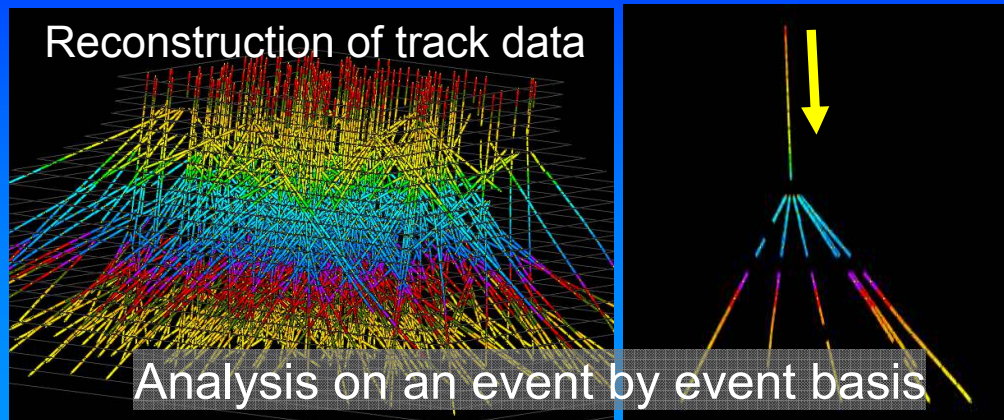 Reconstruction of track data
Analysis on an event by event basis